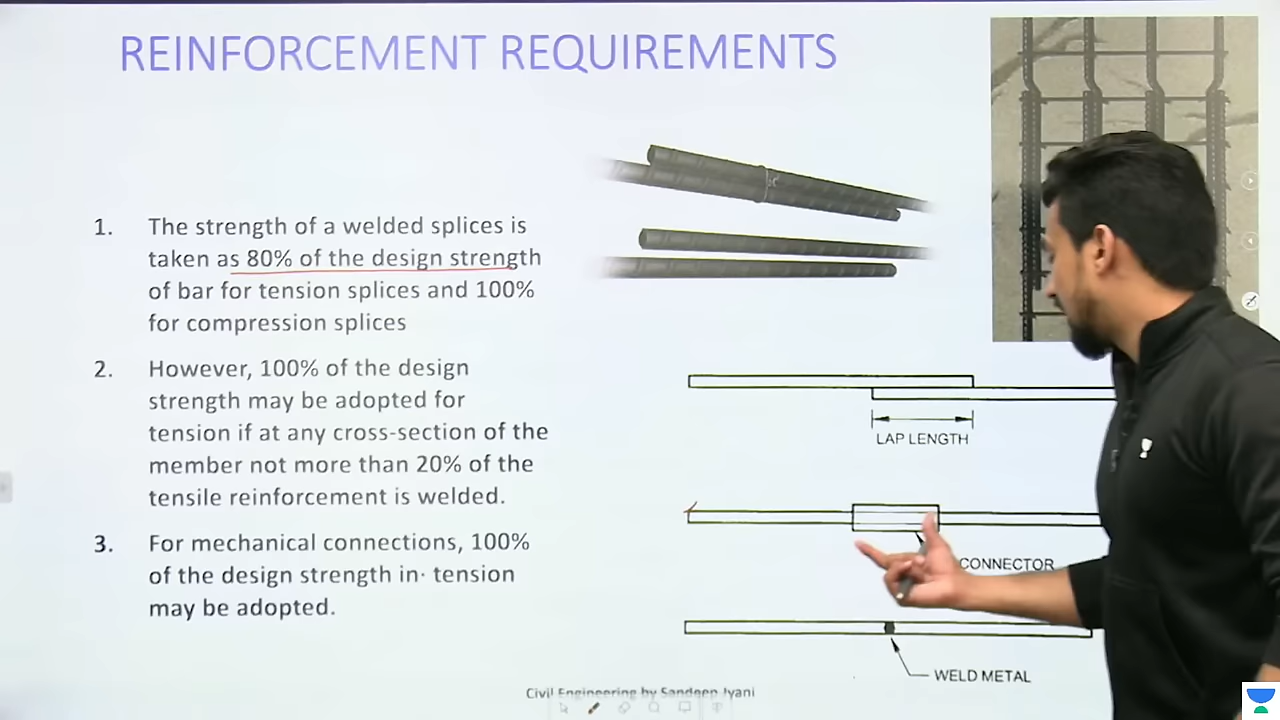 REINFORCEMENT REQUIREMENTS
1. The strength of a welded splices is
taken as 80% of the design strength
of bar for tension splices and 100%
for compression splices
2. However, 100% of the design
strength may be adopted for
tension if at any cross-section of the
member not more than 20% of the
tensile reinforcement is welded.
3. For mechanical connections, 100%
of the design strength in· tension
may be adopted.
LAP LENGTH
CONNECTOR
WELD METAL
Civil Engineering by Sandeep Jyani